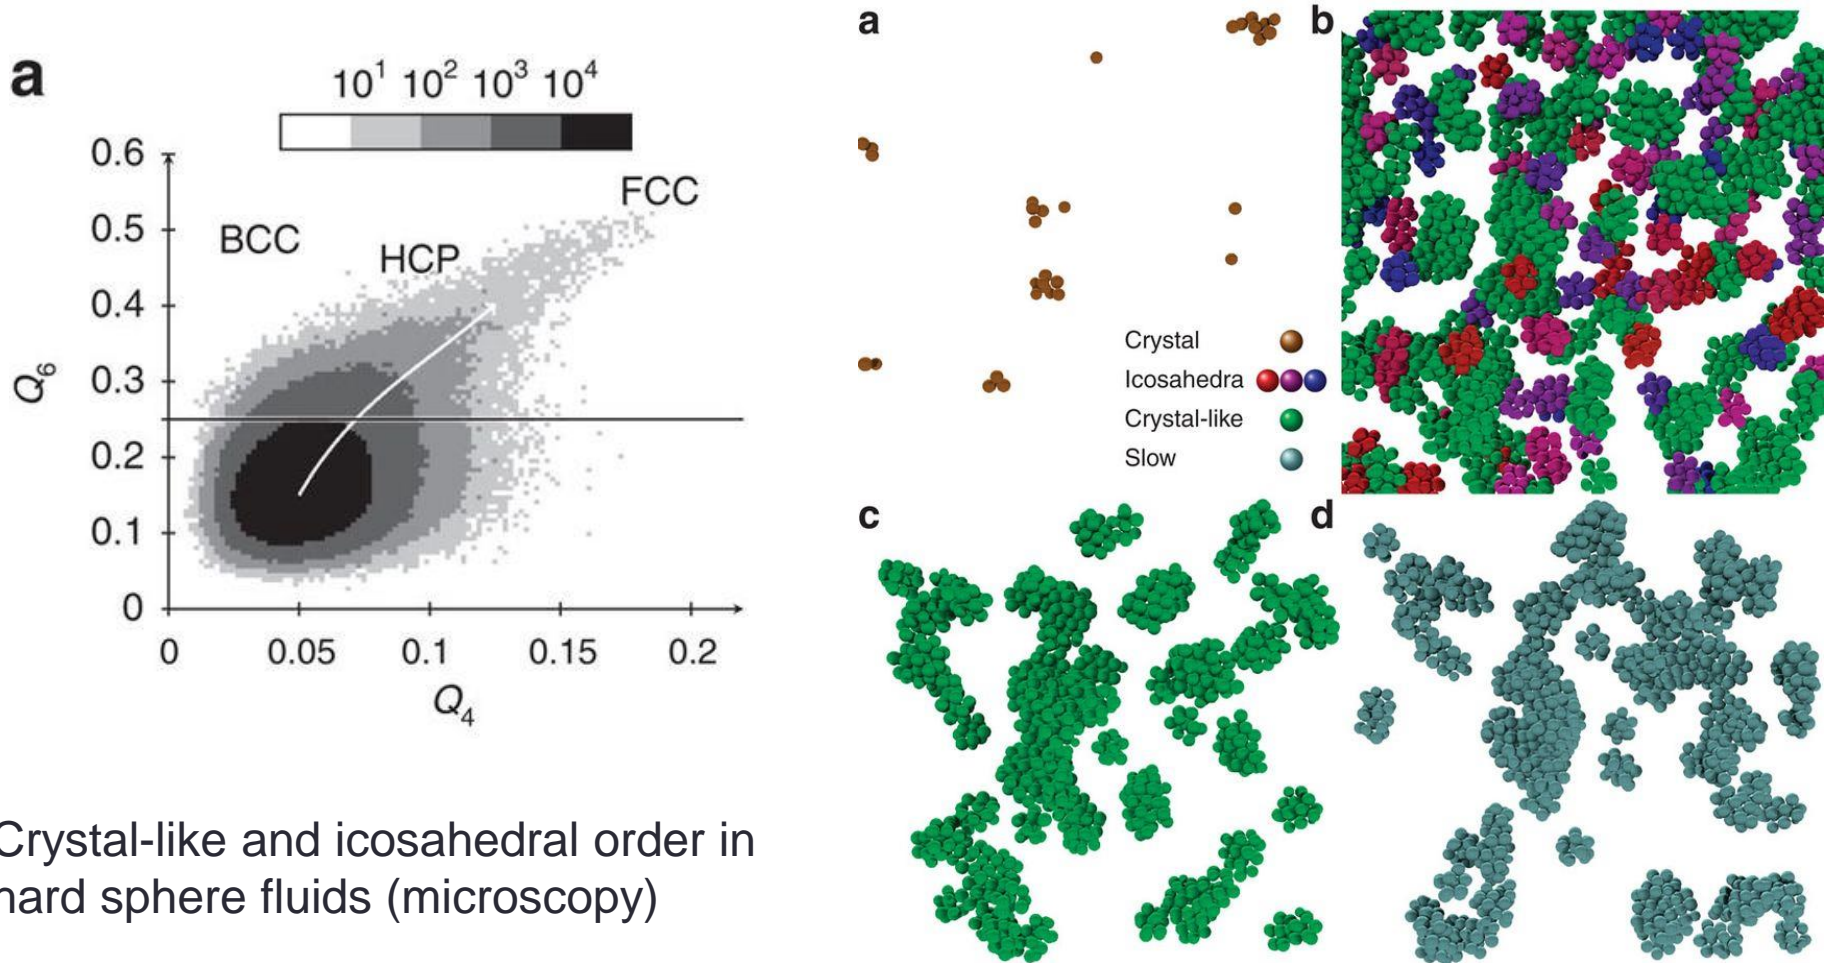 a
10¹ 10² 10³ 10⁴
0.6
0.5
0.4
0.3
0.2
0.1
0
Q₆
BCC
HCP
FCC
0 0.05 0.1 0.15 0.2
Q₄
Crystal-like and icosahedral order in
hard sphere fluids (microscopy)
a
b
Crystal
Icosahedra
Crystal-like
Slow
c
d